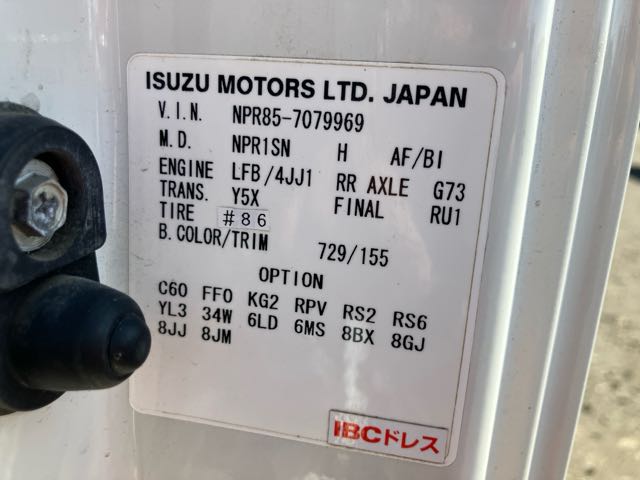 ISUZU MOTORS LTD. JAPAN
V.I.N. NPR85-7079969
M.D. NPR1SN H AF/BI
ENGINE LFB/4JJ1 RR AXLE G73
TRANS. Y5X FINAL RU1
TIRE #86
B.COLOR/TRIM 729/155
OPTION
C60 FF0 KG2 RPV RS2 RS6
YL3 34W 6LD 6MS 8BX 8GJ
8JJ 8JM
IBCドレス